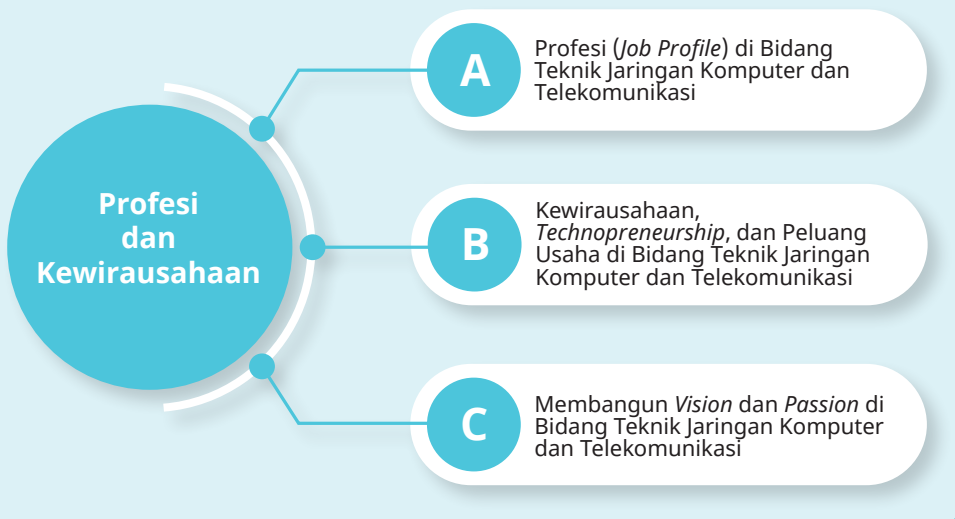 Profesi
dan
Kewirausahaan
A
Profesi (Job Profile) di Bidang
Teknik Jaringan Komputer dan
Telekomunikasi
B
Kewirausahaan,
Technopreneurship, dan Peluang
Usaha di Bidang Teknik Jaringan
Komputer dan Telekomunikasi
C
Membangun Vision dan Passion di
Bidang Teknik Jaringan Komputer
dan Telekomunikasi